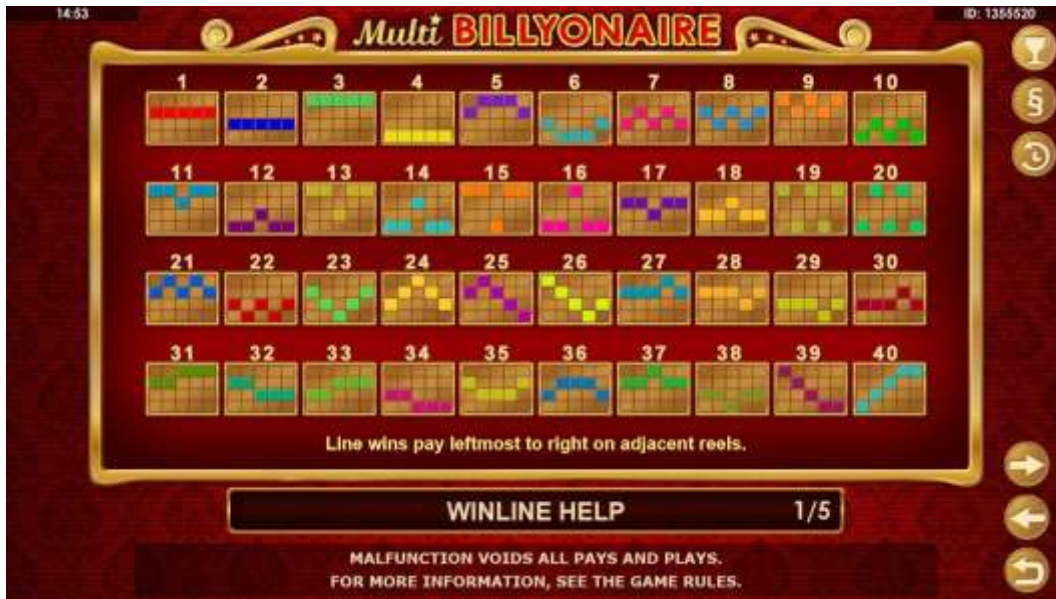 14:53
ID: 1355520
Multi BILLYONAIRE
1 2 3 4 5 6 7 8 9 10
11 12 13 14 15 16 17 18 19 20
21 22 23 24 25 26 27 28 29 30
31 32 33 34 35 36 37 38 39 40
Line wins pay leftmost to right on adjacent reels.
WINLINE HELP 1/5
MALFUNCTION VOIDS ALL PAYS AND PLAYS.
FOR MORE INFORMATION, SEE THE GAME RULES.
§